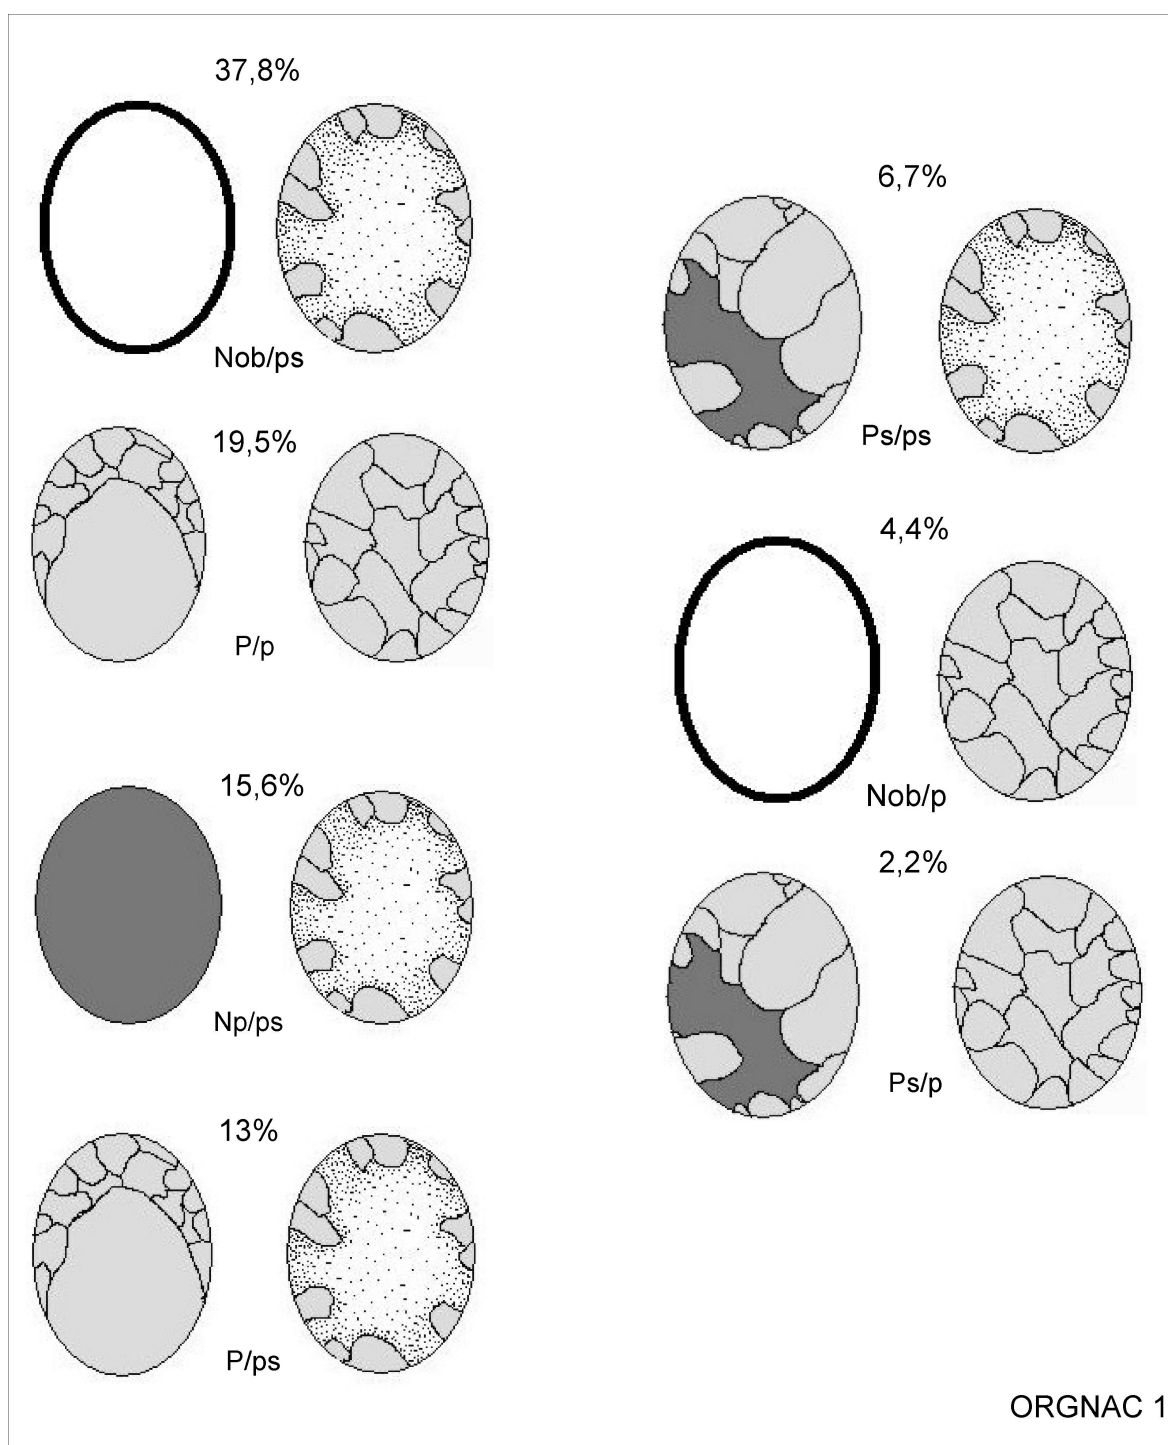 37,8%
Nob/ps
19,5%
P/p
15,6%
Np/ps
13%
P/ps
6,7%
Ps/ps
4,4%
Nob/p
2,2%
Ps/p
ORGNAC 1